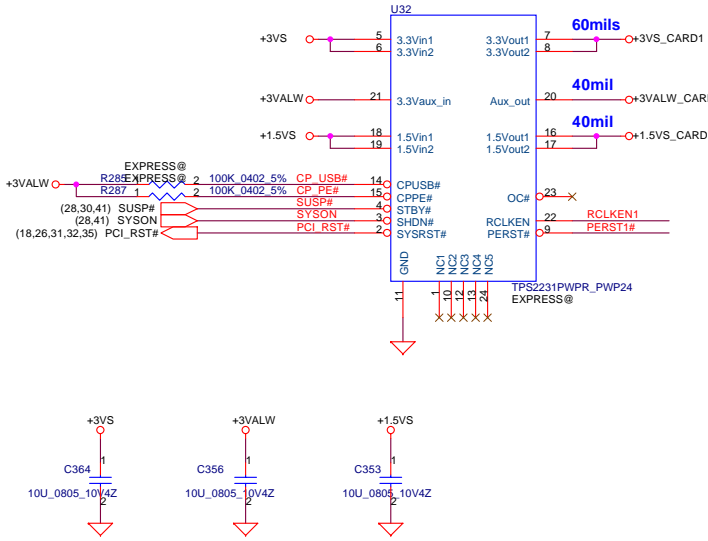 U32
60mils
+3VS 5 3.3Vin1 3.3Vout1 7 +3VS_CARD1
6 3.3Vin2 3.3Vout2 8
40mil
+3VALW 21 3.3Vaux_in Aux_out 20 +3VALW_CAR
40mil
+1.5VS 18 1.5Vin1 1.5Vout1 16 +1.5VS_CARD
19 1.5Vin2 1.5Vout2 17
EXPRESS@
+3VALW R285 1 2 100K_0402_5% CP_USB# 14 CPUSB#
EXPRESS@
R287 1 2 100K_0402_5% CP_PE# 15 CPPE# OC# 23
(28,30,41) SUSP# SUSP# 4 STBY#
(28,41) SYSON SYSON 3 SHDN# RCLKEN 22 RCLKEN1
(18,26,31,32,35) PCI_RST# PCI_RST# 2 SYSRST# PERST# 9 PERST1#
GND NC1 NC2 NC3 NC4 NC5
11 1 10 12 13 24
TPS2231PWPR_PWP24
EXPRESS@
+3VS +3VALW +1.5VS
1 1 1
C364 C356 C353
10U_0805_10V4Z 10U_0805_10V4Z 10U_0805_10V4Z
2 2 2